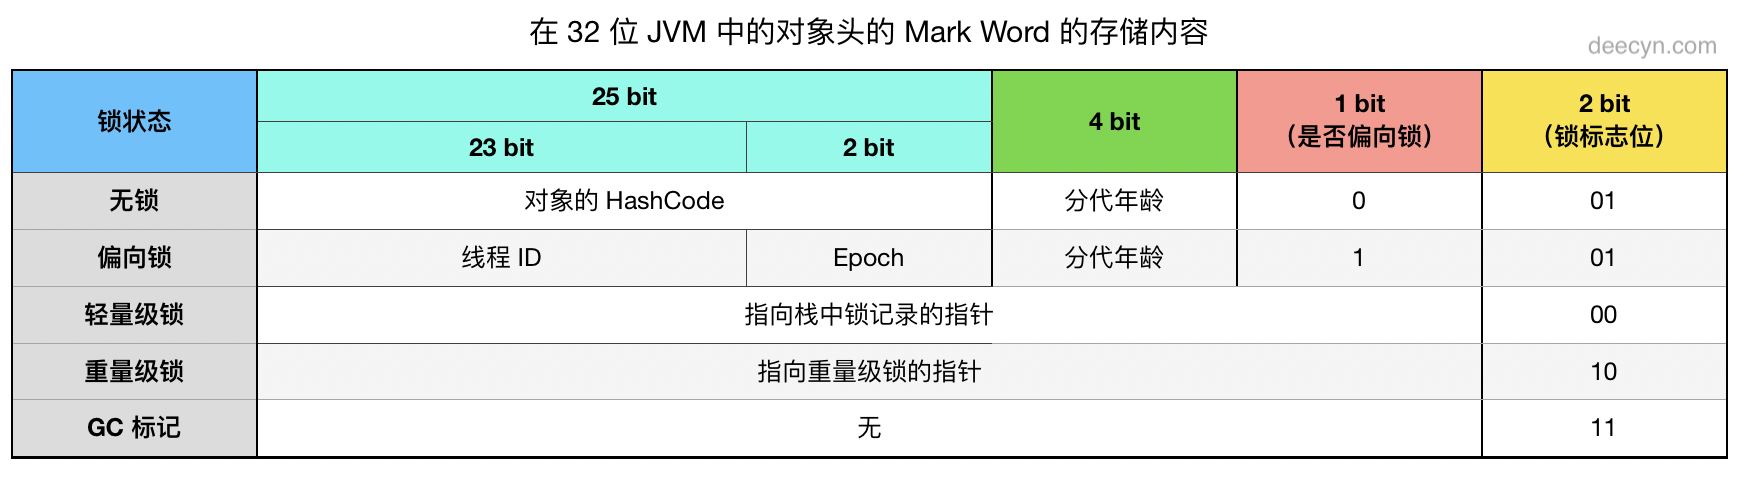 在 32 位 JVM 中的对象头的 Mark Word 的存储内容
deecyn.com
锁状态
25 bit
23 bit
2 bit
4 bit
1 bit
（是否偏向锁）
2 bit
（锁标志位）
无锁
对象的 HashCode
分代年龄
0
01
偏向锁
线程 ID
Epoch
分代年龄
1
01
轻量级锁
指向栈中锁记录的指针
00
重量级锁
指向重量级锁的指针
10
GC 标记
无
11